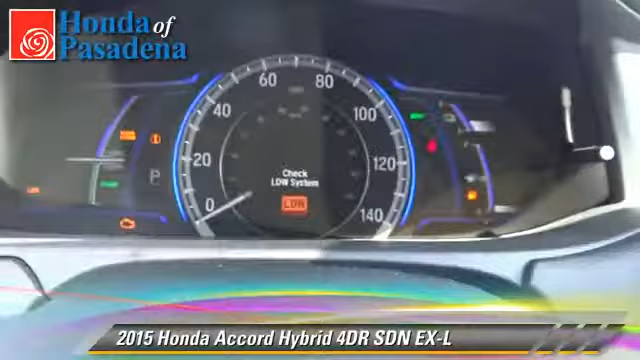 Honda of
Pasadena
60 80
40 100
20 120
0 140
P
Check
LDW System
LDW
2015 Honda Accord Hybrid 4DR SDN EX-L